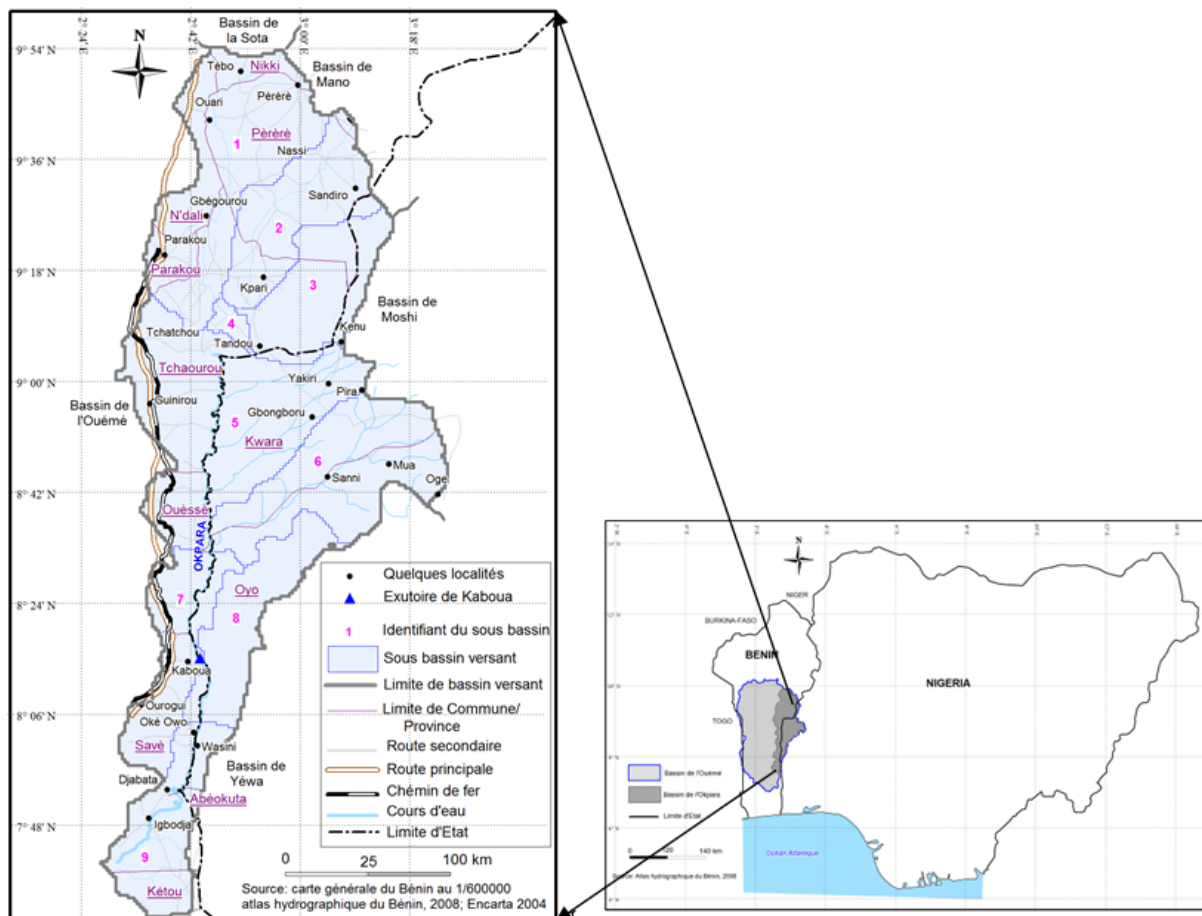 2° 24' E
2° 42' E
3° 00' E
3° 18' E
Bassin de
la Sota
9° 54' N
N
Tèbo
Nikki
Bassin de
Mano
Pèrèrè
Ouari
1
Pèrèrè
Nassi
9° 36' N
Sandiro
Gbégourou
N'dali
2
Parakou
Parakou
9° 18' N
Kpari
3
Bassin de
Moshi
4
Tchatchou
Kenu
Tandou
Tchaourou
9° 00' N
Yakiri
Pira
Guinirou
Bassin de
l'Ouémé
Gbongboru
5
Kwara
6
Mua
Sanni
Oge
8° 42' N
Ouèssè
OKPARA
Oyo
8° 24' N
7
8
Kaboua
Ourogui
8° 06' N
Oké Owo
Savè
Wasini
Bassin de
Yéwa
Djabata
Abéokuta
7° 48' N
Igbodja
9
Kétou
Quelques localités
Exutoire de Kaboua
1 Identifiant du sous bassin
Sous bassin versant
Limite de bassin versant
Limite de Commune/
Province
Route secondaire
Route principale
Chémin de fer
Cours d'eau
Limite d'Etat
0 25 100 km
Source: carte générale du Bénin au 1/600000
atlas hydrographique du Bénin, 2008; Encarta 2004
N
NIGER
BURKINA-FASO
BENIN
NIGERIA
TOGO
Bassin de l'Ouémé
Bassin de l'Okpara
Limite d'Etat
Océan Atlantique
140 km
Source: Atlas hydrographique du Bénin, 2008